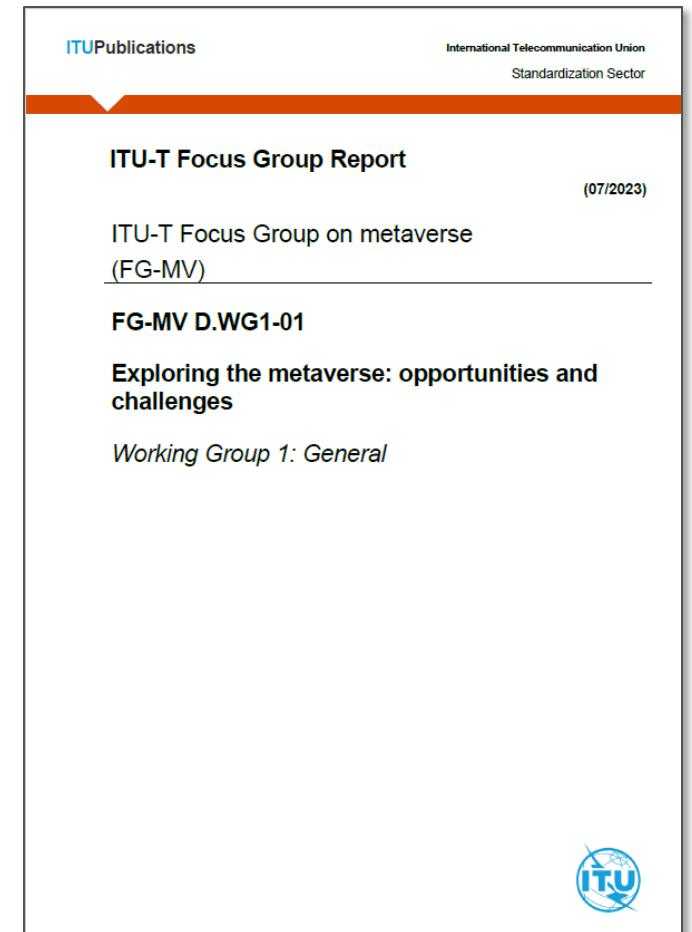 ITUPublications
International Telecommunication Union
Standardization Sector
ITU-T Focus Group Report
(07/2023)
ITU-T Focus Group on metaverse
(FG-MV)
FG-MV D.WG1-01
Exploring the metaverse: opportunities and
challenges
Working Group 1: General
ITU